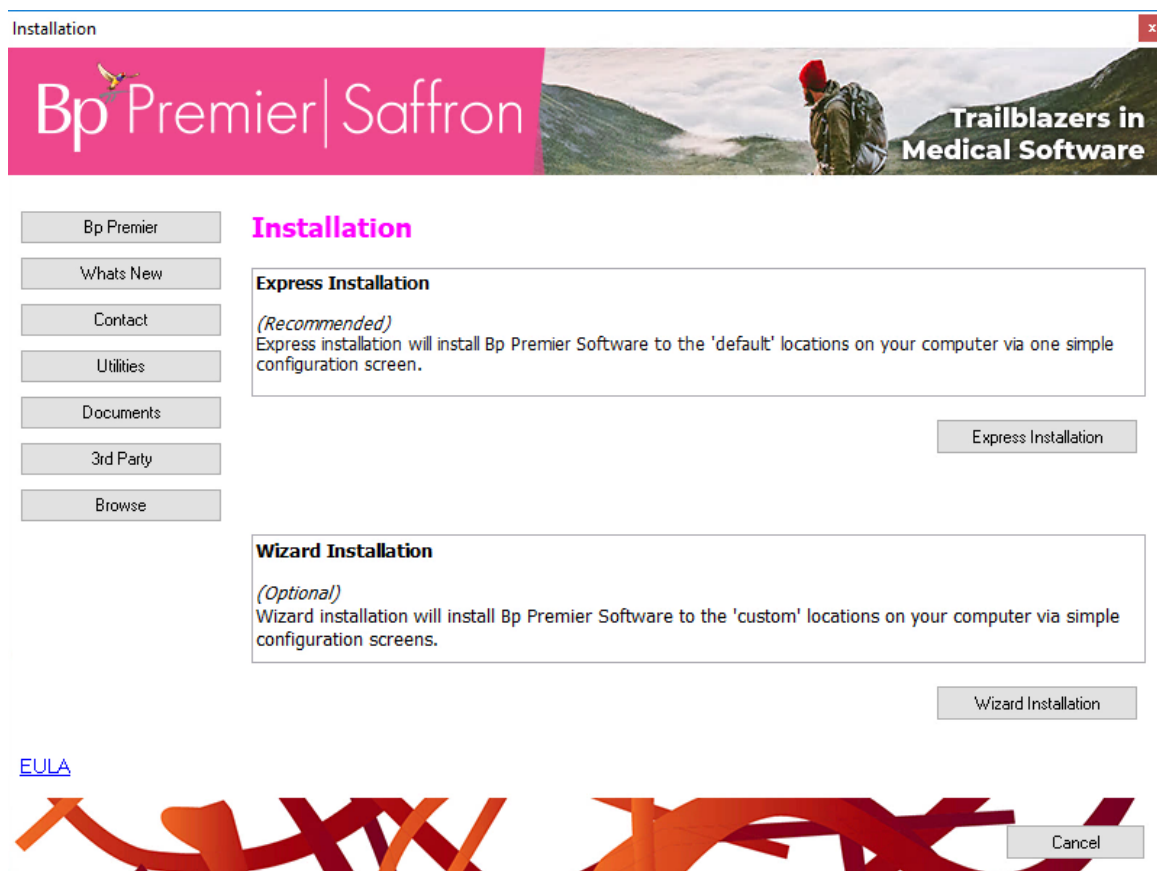 Installation
x
Bp Premier | Saffron
Trailblazers in
Medical Software
Bp Premier
Whats New
Contact
Utilities
Documents
3rd Party
Browse
Installation
Express Installation
(Recommended)
Express installation will install Bp Premier Software to the 'default' locations on your computer via one simple
configuration screen.
Express Installation
Wizard Installation
(Optional)
Wizard installation will install Bp Premier Software to the 'custom' locations on your computer via simple
configuration screens.
Wizard Installation
EULA
Cancel